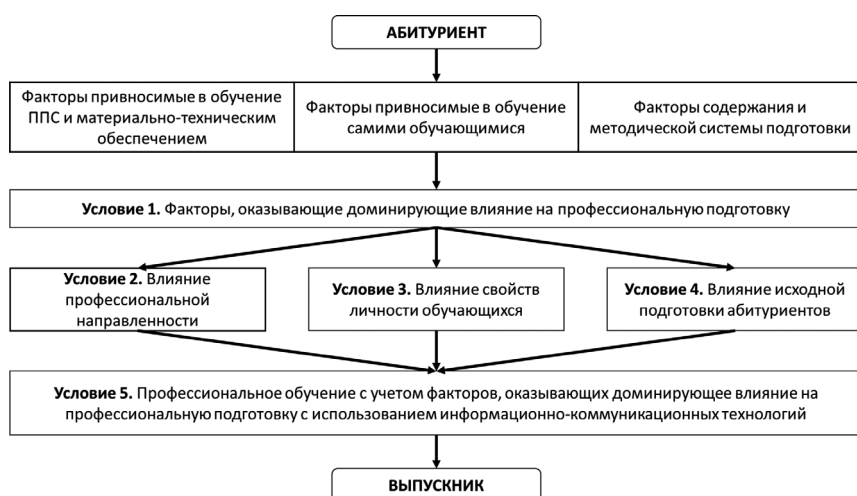 АБИТУРИЕНТ
Факторы привносимые в обучение
ППС и материально-техническим
обеспечением
Факторы привносимые в обучение
самими обучающимися
Факторы содержания и
методической системы подготовки
Условие 1. Факторы, оказывающие доминирующие влияние на профессиональную подготовку
Условие 2. Влияние
профессиональной
направленности
Условие 3. Влияние свойств
личности обучающихся
Условие 4. Влияние исходной
подготовки абитуриентов
Условие 5. Профессиональное обучение с учетом факторов, оказывающих доминирующее влияние на
профессиональную подготовку с использованием информационно-коммуникационных технологий
ВЫПУСКНИК